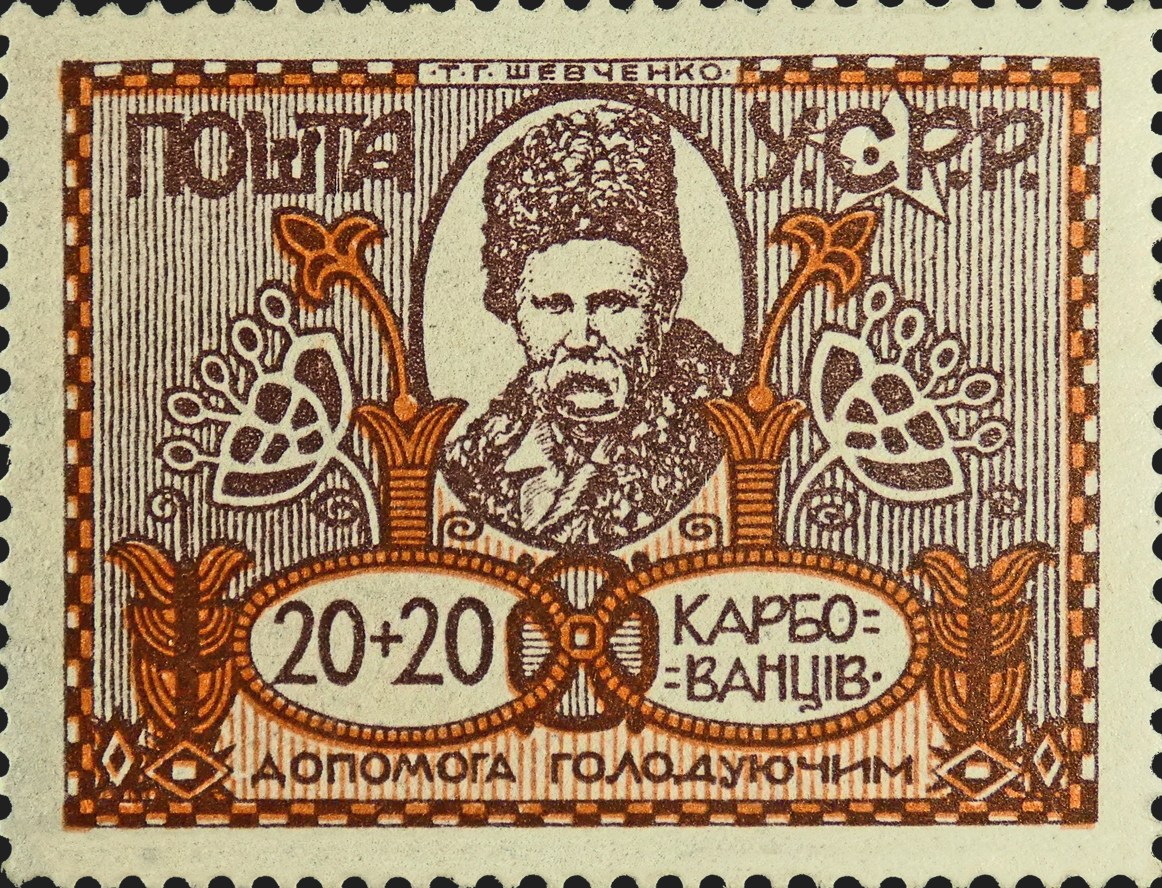 ·Т·Г·ШЕВЧЕНКО·
ПОШТА У.С.Р.Р.
20+20
КАРБО=
=ВАНЦІВ·
ДОПОМОГА ГОЛОДУЮЧИМ